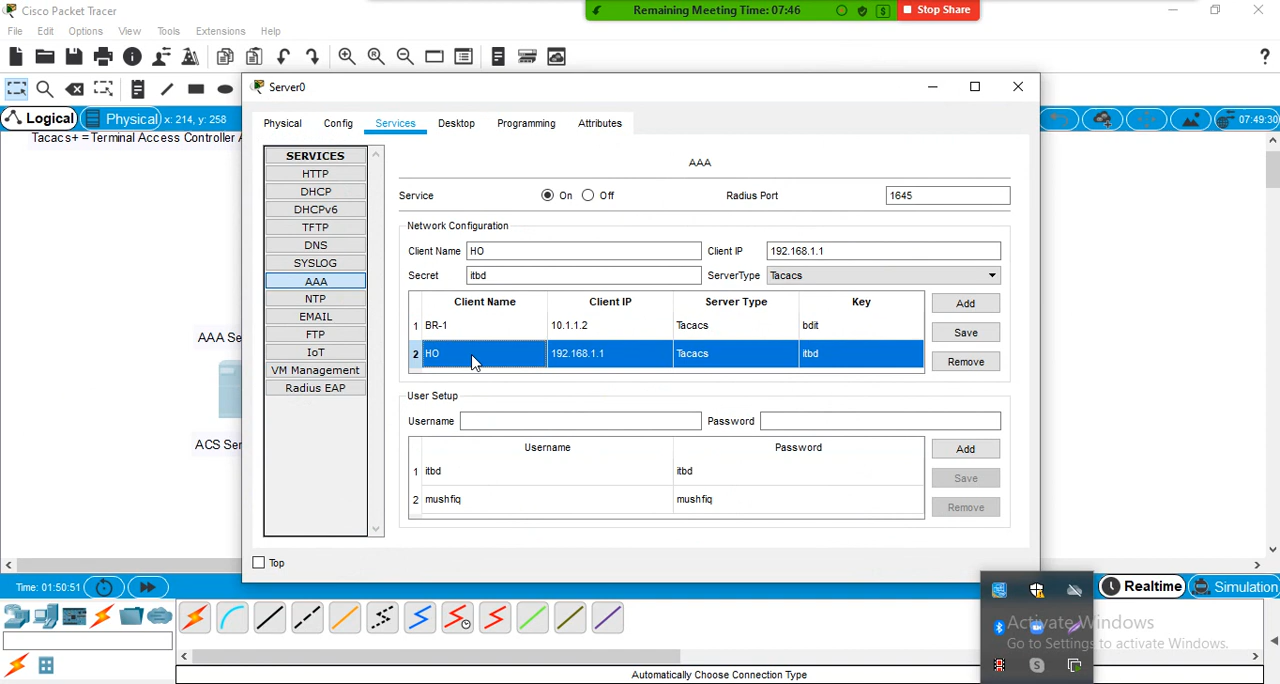 Cisco Packet Tracer
Remaining Meeting Time: 07:46
Stop Share
File Edit Options View Tools Extensions Help
Server0
Logical
Physical x: 214, y: 258
07:49:30
Tacacs+ =Terminal Access Controller A
Physical Config Services Desktop Programming Attributes
SERVICES
HTTP
DHCP
DHCPv6
TFTP
DNS
SYSLOG
AAA
NTP
EMAIL
FTP
IoT
VM Management
Radius EAP
AAA
Service On Off Radius Port 1645
Network Configuration
Client Name HO Client IP 192.168.1.1
Secret itbd ServerType Tacacs
Client Name Client IP Server Type Key
1 BR-1 10.1.1.2 Tacacs bdit
2 HO 192.168.1.1 Tacacs itbd
Add
Save
Remove
User Setup
Username Password
Username Password
1 itbd itbd
2 mushfiq mushfiq
Add
Save
Remove
AAA Se
ACS Ser
Top
Time: 01:50:51
Realtime
Simulation
Activate Windows
Go to Settings to activate Windows.
Automatically Choose Connection Type